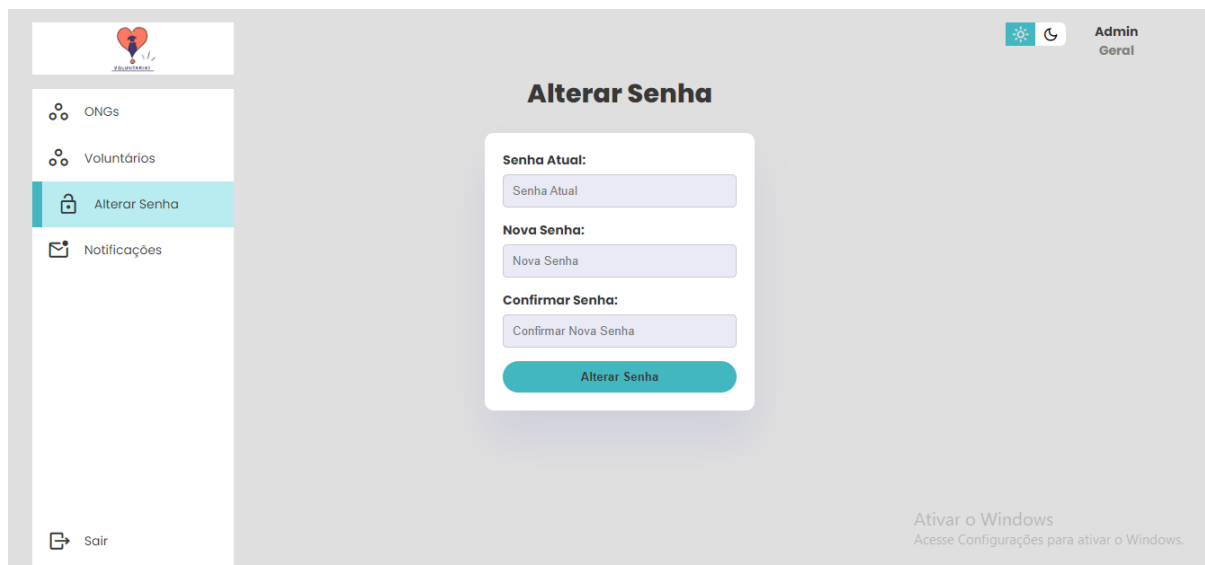 VOLUNTARIAI
ONGs
Voluntários
Alterar Senha
Notificações
Sair
Admin
Geral
Alterar Senha
Senha Atual:
Senha Atual
Nova Senha:
Nova Senha
Confirmar Senha:
Confirmar Nova Senha
Alterar Senha
Ativar o Windows
Acesse Configurações para ativar o Windows.